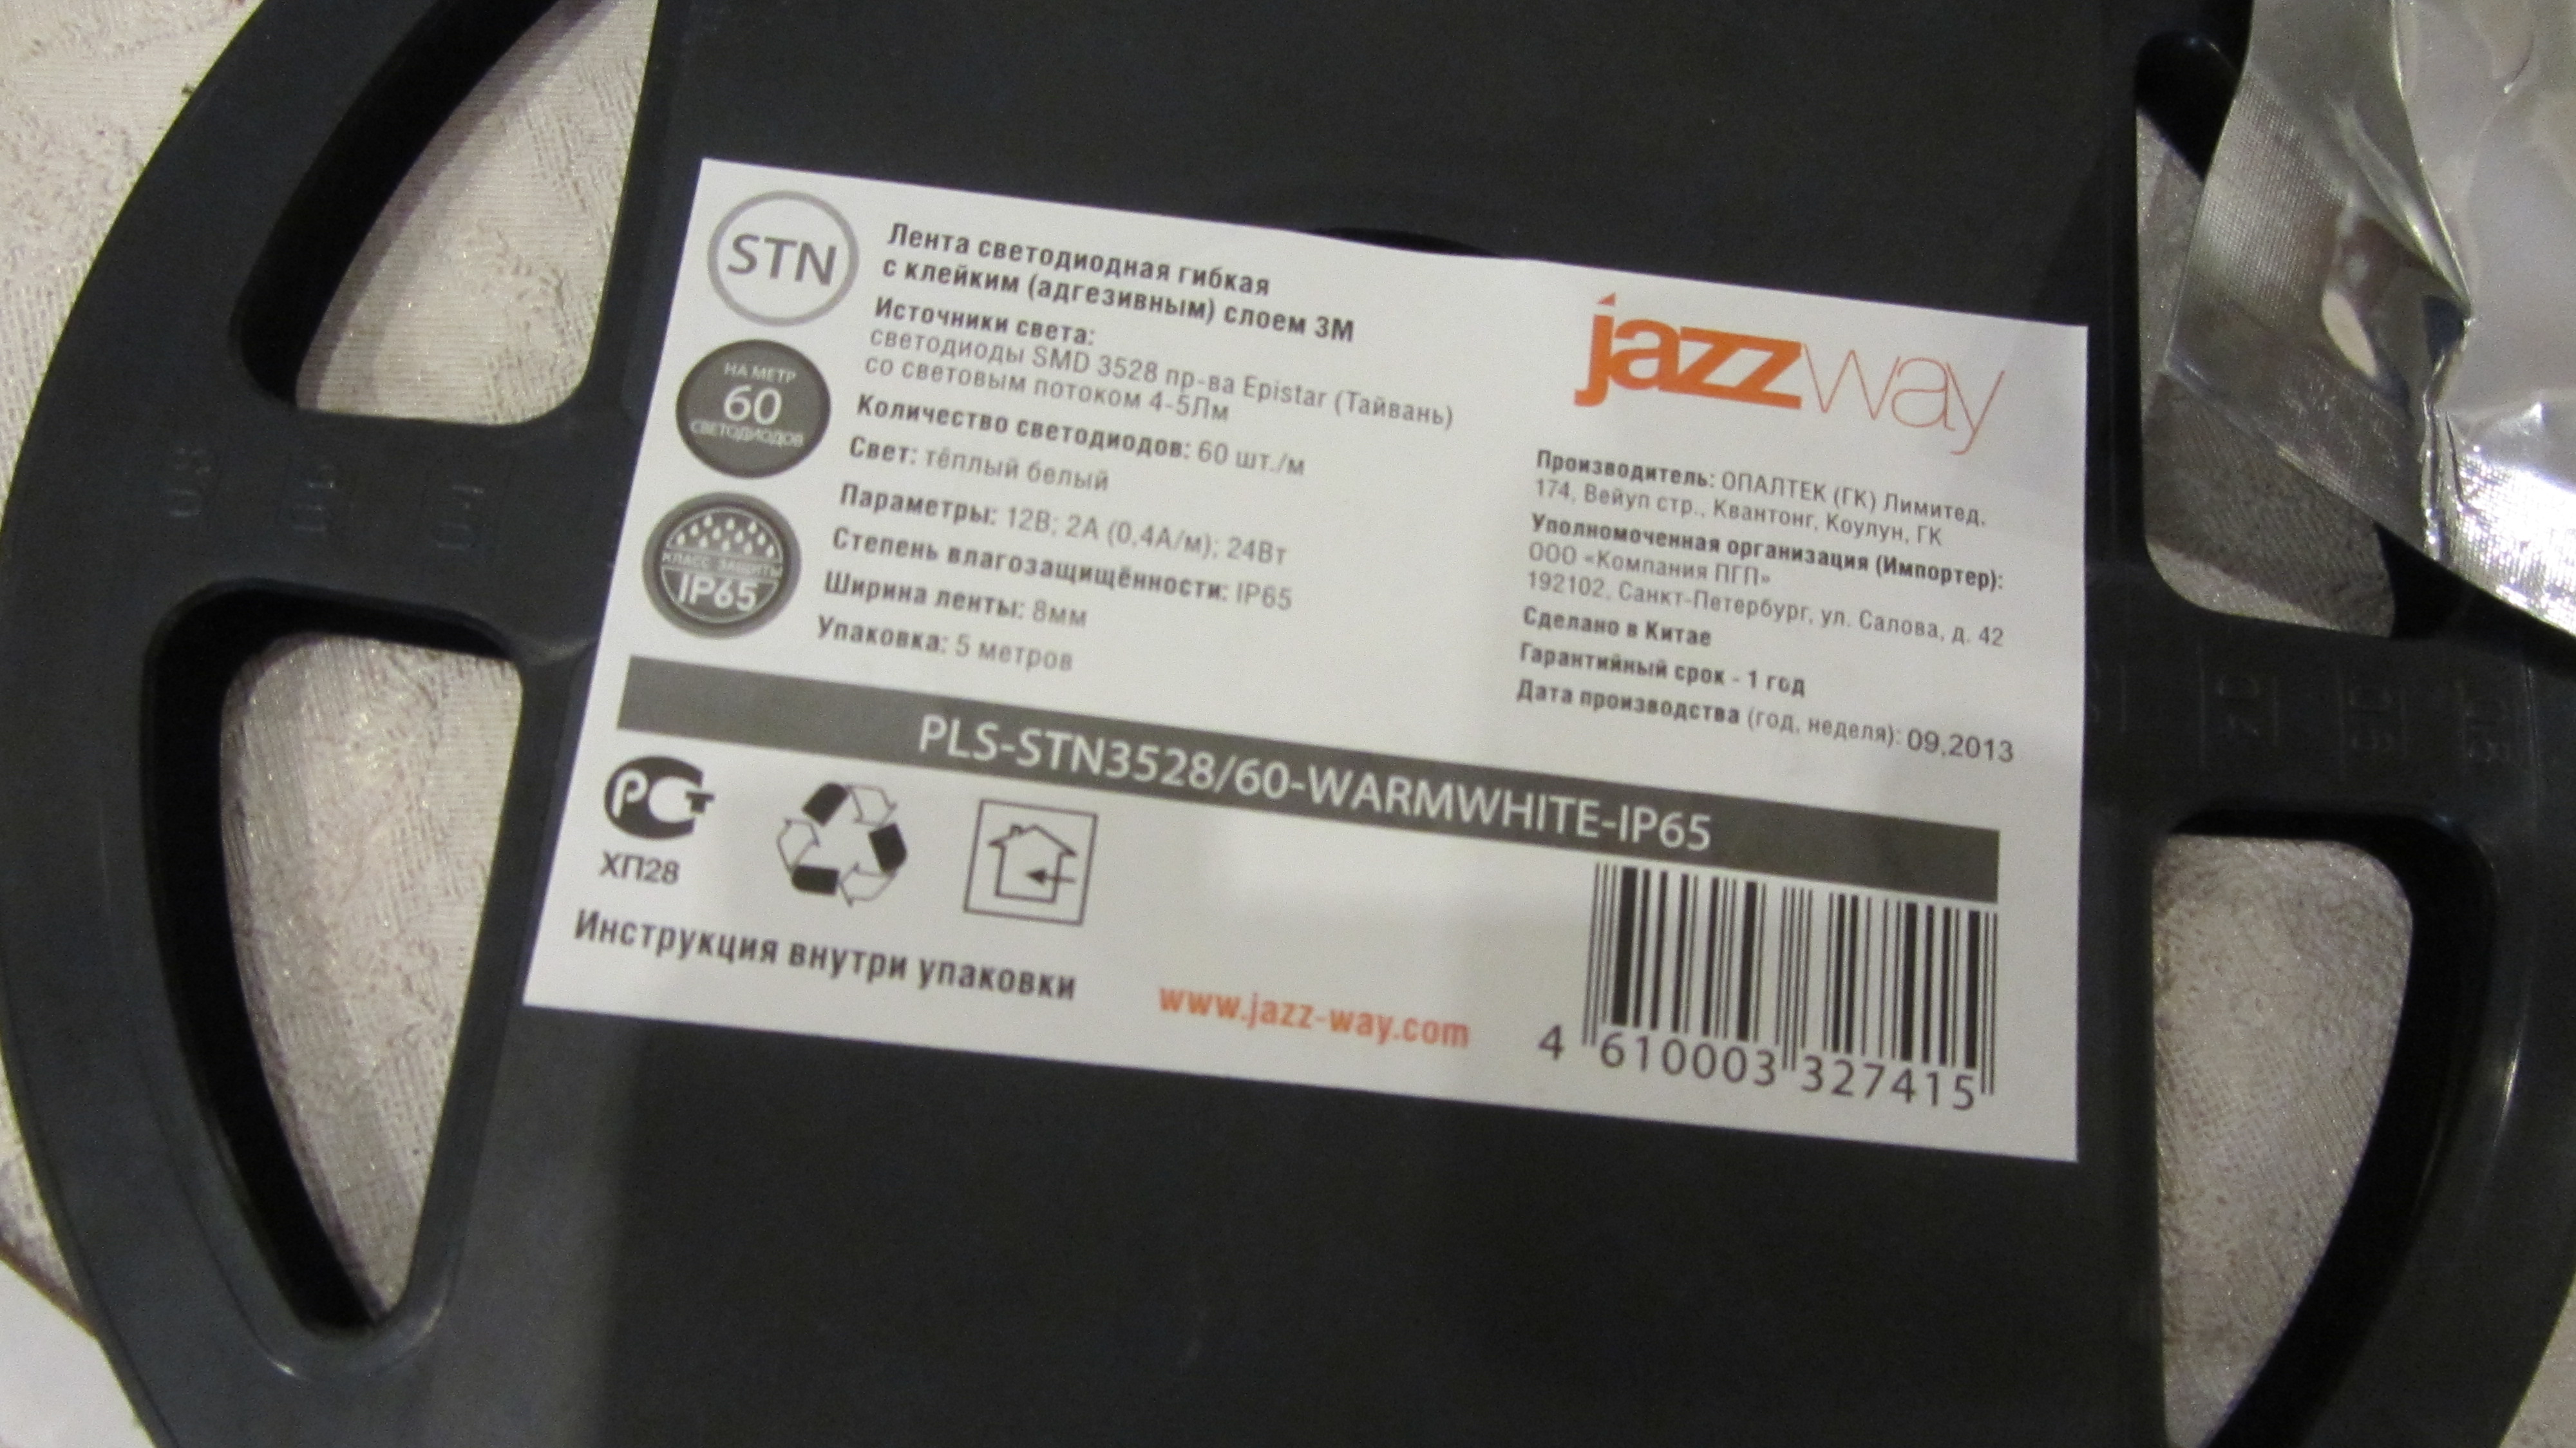 STN
Лента светодиодная гибкая
с клейким (адгезивным) слоем 3М
Источники света:
светодиоды SMD 3528 пр-ва Epistar (Тайвань)
со световым потоком 4-5Лм
НА МЕТР
60
СВЕТОДИОДОВ
Количество светодиодов: 60 шт./м
Свет: тёплый белый
Параметры: 12В; 2А (0,4А/м); 24Вт
КЛАСС ЗАЩИТЫ
IP65
Степень влагозащищённости: IP65
Ширина ленты: 8мм
Упаковка: 5 метров
jazzway
Производитель: ОПАЛТЕК (ГК) Лимитед,
174, Вейуп стр., Квантонг, Коулун, ГК
Уполномоченная организация (Импортер):
ООО «Компания ПГП»
192102, Санкт-Петербург, ул. Салова, д. 42
Сделано в Китае
Гарантийный срок - 1 год
Дата производства (год, неделя): 09.2013
PLS-STN3528/60-WARMWHITE-IP65
РСТ
ХП28
Инструкция внутри упаковки
www.jazz-way.com
4 610003 327415